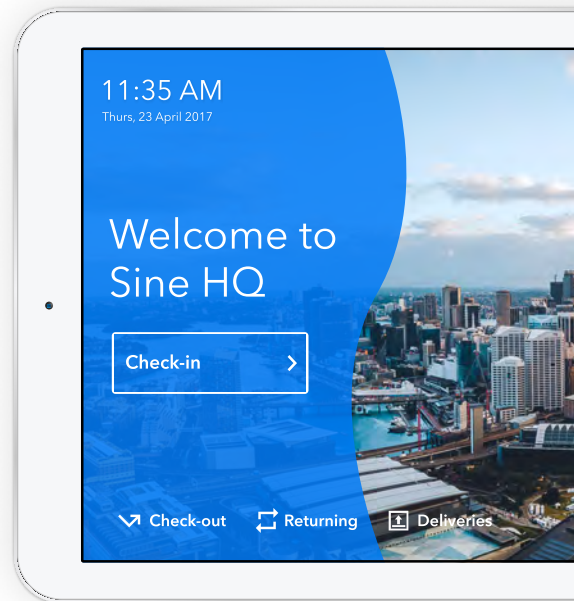 11:35 AM
Thurs, 23 April 2017
Welcome to
Sine HQ
Check-in
Check-out
Returning
Deliveries